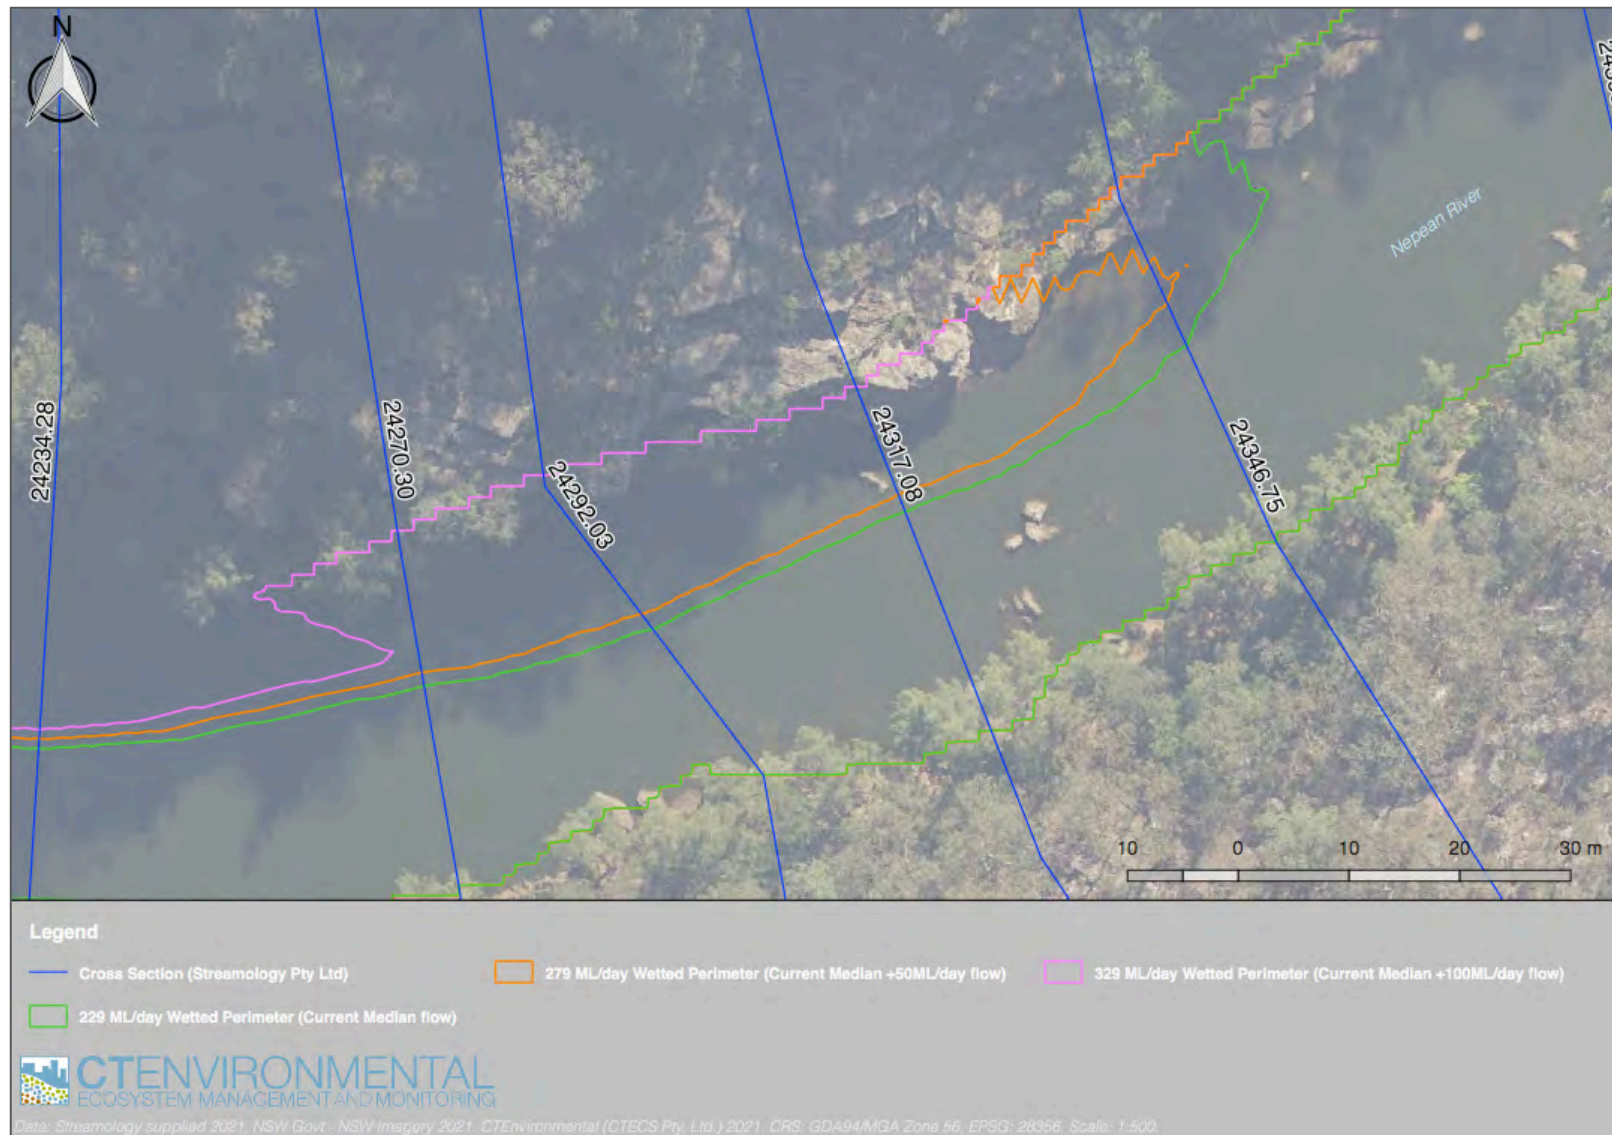 N
Nepean River
24234.28
24270.30
24292.03
24317.08
24346.75
10 0 10 20 30 m
Legend
Cross Section (Streamology Pty Ltd)
279 ML/day Wetted Perimeter (Current Median +50ML/day flow)
329 ML/day Wetted Perimeter (Current Median +100ML/day flow)
229 ML/day Wetted Perimeter (Current Median flow)
CTENVIRONMENTAL
ECOSYSTEM MANAGEMENT AND MONITORING
Data: Streamology supplied 2021, NSW Govt - NSW Imagery 2021. CTEnvironmental (CTECS Pty. Ltd.) 2021. CRS: GDA94/MGA Zone 56, EPSG: 28356. Scale: 1:500.